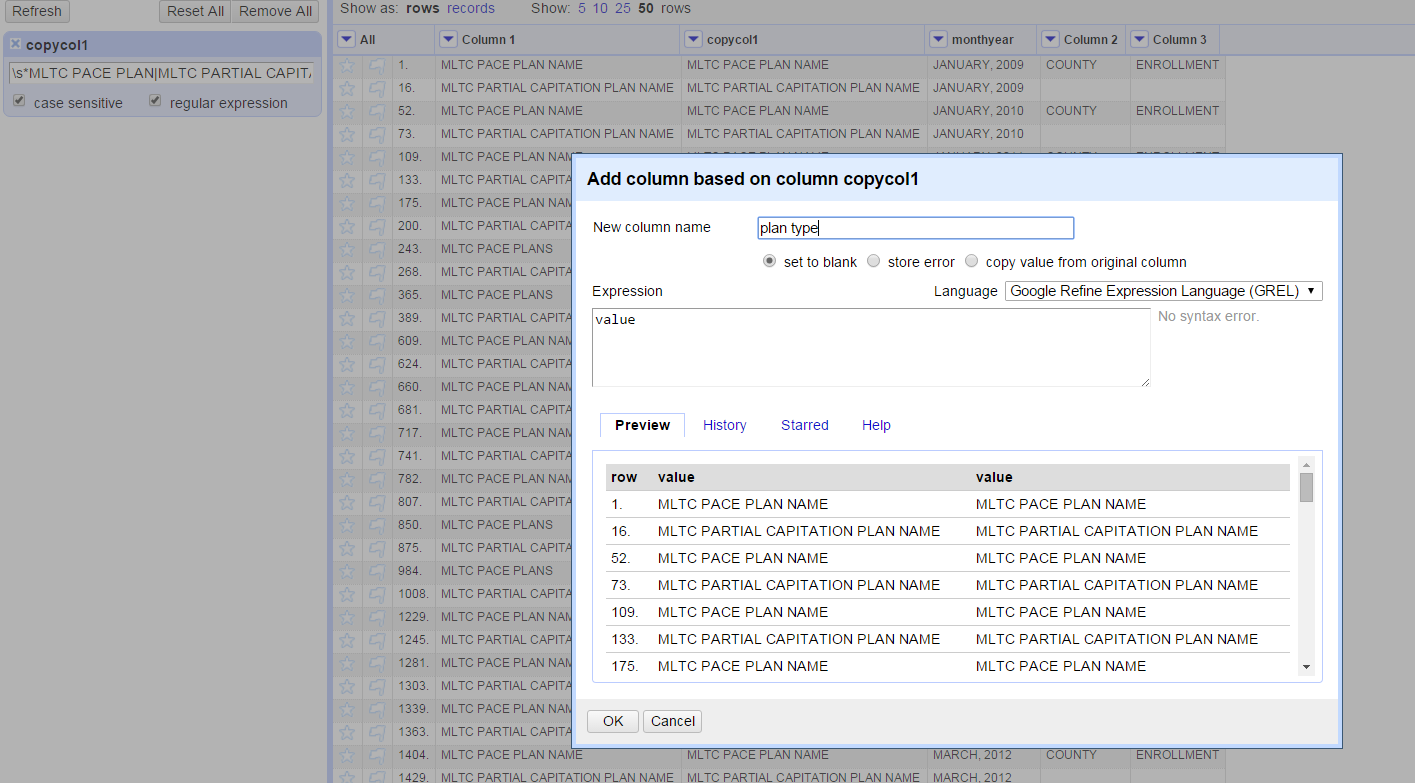 Refresh Reset All Remove All
copycol1
\s*MLTC PACE PLAN|MLTC PARTIAL CAPITA
case sensitive regular expression
Show as: rows records Show: 5 10 25 50 rows
All Column 1 copycol1 monthyear Column 2 Column 3
1. MLTC PACE PLAN NAME MLTC PACE PLAN NAME JANUARY, 2009 COUNTY ENROLLMENT
16. MLTC PARTIAL CAPITATION PLAN NAME MLTC PARTIAL CAPITATION PLAN NAME JANUARY, 2009
52. MLTC PACE PLAN NAME MLTC PACE PLAN NAME JANUARY, 2010 COUNTY ENROLLMENT
73. MLTC PARTIAL CAPITATION PLAN NAME MLTC PARTIAL CAPITATION PLAN NAME JANUARY, 2010
109. MLTC PACE PLAN NAM
133. MLTC PARTIAL CAPITA
175. MLTC PACE PLAN NAM
200. MLTC PARTIAL CAPITA
243. MLTC PACE PLANS
268. MLTC PARTIAL CAPITA
365. MLTC PACE PLANS
389. MLTC PARTIAL CAPITA
609. MLTC PACE PLAN NAM
624. MLTC PARTIAL CAPITA
660. MLTC PACE PLAN NAM
681. MLTC PARTIAL CAPITA
717. MLTC PACE PLAN NAM
741. MLTC PARTIAL CAPITA
782. MLTC PACE PLAN NAM
807. MLTC PARTIAL CAPITA
850. MLTC PACE PLANS
875. MLTC PARTIAL CAPITA
984. MLTC PACE PLANS
1008. MLTC PARTIAL CAPITA
1229. MLTC PACE PLAN NAM
1245. MLTC PARTIAL CAPITA
1281. MLTC PACE PLAN NAM
1303. MLTC PARTIAL CAPITA
1339. MLTC PACE PLAN NAM
1363. MLTC PARTIAL CAPITA
1404. MLTC PACE PLAN NAME MLTC PACE PLAN NAME MARCH, 2012 COUNTY ENROLLMENT
1429. MLTC PARTIAL CAPITATION PLAN NAME MLTC PARTIAL CAPITATION PLAN NAME MARCH, 2012
Add column based on column copycol1
New column name plan type
set to blank store error copy value from original column
Expression Language Google Refine Expression Language (GREL)
value No syntax error.
Preview History Starred Help
row value value
1. MLTC PACE PLAN NAME MLTC PACE PLAN NAME
16. MLTC PARTIAL CAPITATION PLAN NAME MLTC PARTIAL CAPITATION PLAN NAME
52. MLTC PACE PLAN NAME MLTC PACE PLAN NAME
73. MLTC PARTIAL CAPITATION PLAN NAME MLTC PARTIAL CAPITATION PLAN NAME
109. MLTC PACE PLAN NAME MLTC PACE PLAN NAME
133. MLTC PARTIAL CAPITATION PLAN NAME MLTC PARTIAL CAPITATION PLAN NAME
175. MLTC PACE PLAN NAME MLTC PACE PLAN NAME
OK Cancel